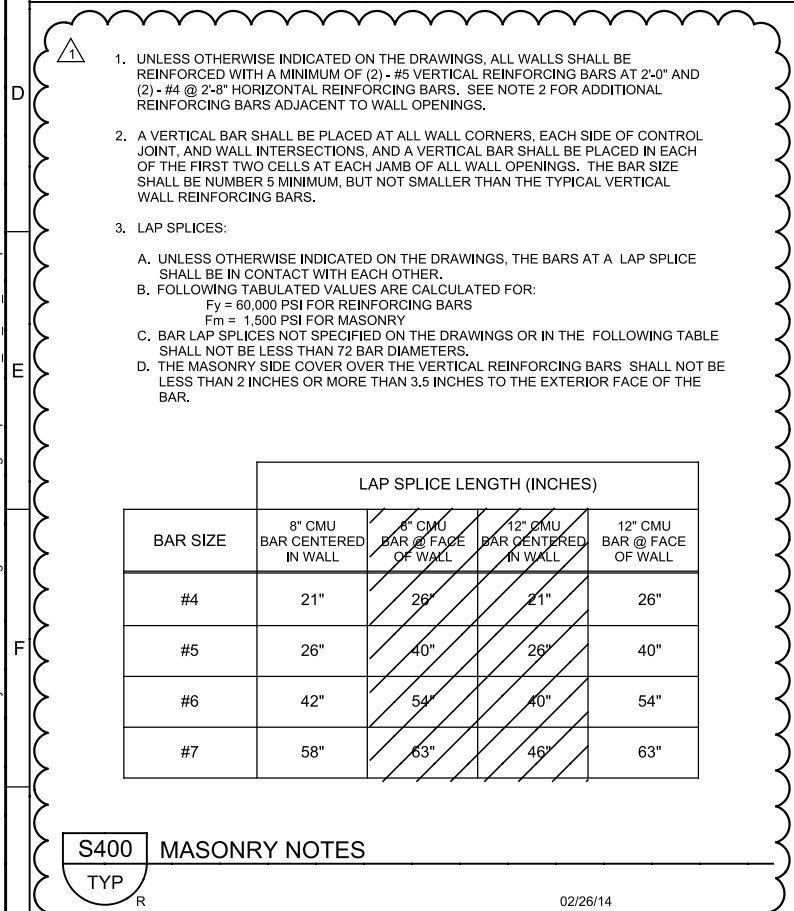 1
1. UNLESS OTHERWISE INDICATED ON THE DRAWINGS, ALL WALLS SHALL BE
REINFORCED WITH A MINIMUM OF (2) - #5 VERTICAL REINFORCING BARS AT 2'-0" AND
(2) - #4 @ 2'-8" HORIZONTAL REINFORCING BARS. SEE NOTE 2 FOR ADDITIONAL
REINFORCING BARS ADJACENT TO WALL OPENINGS.
2. A VERTICAL BAR SHALL BE PLACED AT ALL WALL CORNERS, EACH SIDE OF CONTROL
JOINT, AND WALL INTERSECTIONS, AND A VERTICAL BAR SHALL BE PLACED IN EACH
OF THE FIRST TWO CELLS AT EACH JAMB OF ALL WALL OPENINGS. THE BAR SIZE
SHALL BE NUMBER 5 MINIMUM, BUT NOT SMALLER THAN THE TYPICAL VERTICAL
WALL REINFORCING BARS.
3. LAP SPLICES:
A. UNLESS OTHERWISE INDICATED ON THE DRAWINGS, THE BARS AT A LAP SPLICE
SHALL BE IN CONTACT WITH EACH OTHER.
B. FOLLOWING TABULATED VALUES ARE CALCULATED FOR:
Fy = 60,000 PSI FOR REINFORCING BARS
Fm = 1,500 PSI FOR MASONRY
C. BAR LAP SPLICES NOT SPECIFIED ON THE DRAWINGS OR IN THE FOLLOWING TABLE
SHALL NOT BE LESS THAN 72 BAR DIAMETERS.
D. THE MASONRY SIDE COVER OVER THE VERTICAL REINFORCING BARS SHALL NOT BE
LESS THAN 2 INCHES OR MORE THAN 3.5 INCHES TO THE EXTERIOR FACE OF THE
BAR.
LAP SPLICE LENGTH (INCHES)
BAR SIZE
8" CMU
BAR CENTERED
IN WALL
8" CMU
BAR @ FACE
OF WALL
12" CMU
BAR CENTERED
IN WALL
12" CMU
BAR @ FACE
OF WALL
#4 21" 26" 21" 26"
#5 26" 40" 26" 40"
#6 42" 54" 40" 54"
#7 58" 63" 46" 63"
D
E
F
S400 MASONRY NOTES
TYP
R 02/26/14